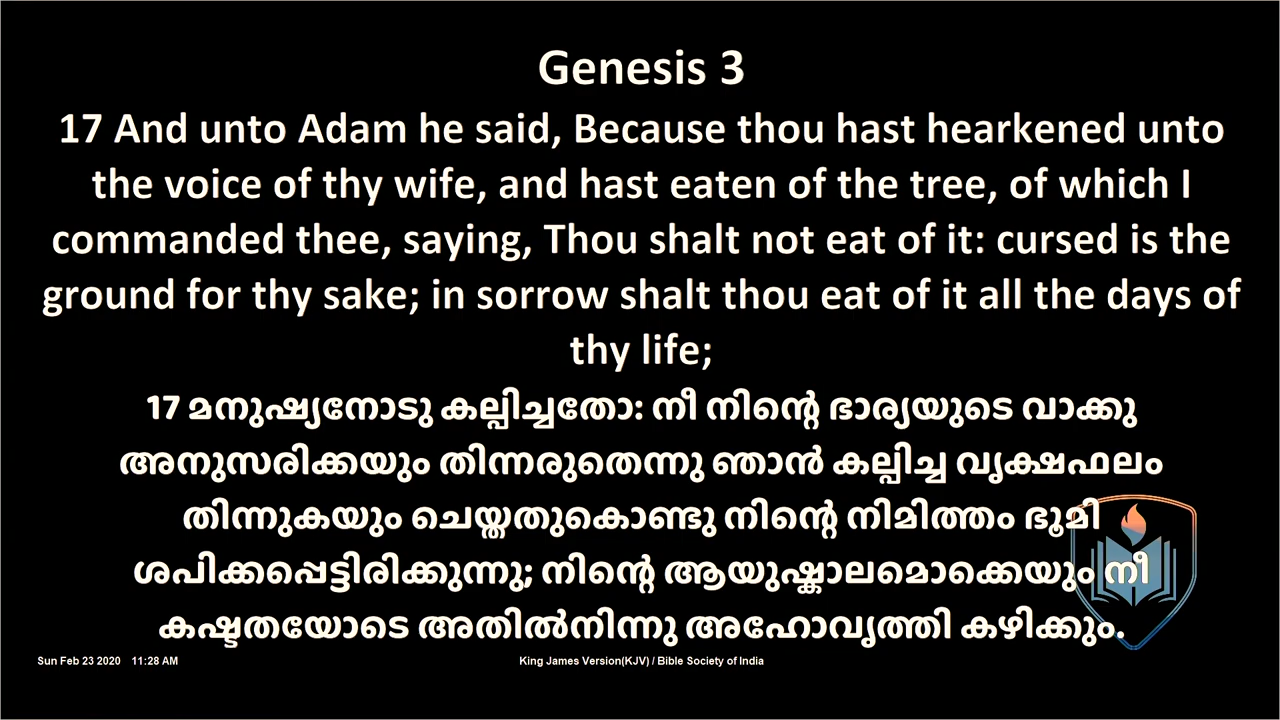 Genesis 3
17 And unto Adam he said, Because thou hast hearkened unto
the voice of thy wife, and hast eaten of the tree, of which I
commanded thee, saying, Thou shalt not eat of it: cursed is the
ground for thy sake; in sorrow shalt thou eat of it all the days of
thy life;
17 മനുഷ്യനോടു കല്പിച്ചതോ: നീ നിന്റെ ഭാര്യയുടെ വാക്കു
അനുസരിക്കയും തിന്നരുതെന്നു ഞാൻ കല്പിച്ച വൃക്ഷഫലം
തിന്നുകയും ചെയ്തതുകൊണ്ടു നിന്റെ നിമിത്തം ഭൂമി
ശപിക്കപ്പെട്ടിരിക്കുന്നു; നിന്റെ ആയുഷ്കാലമൊക്കെയും നീ
കഷ്ടതയോടെ അതിൽനിന്നു അഹോവൃത്തി കഴിക്കും.
Sun Feb 23 2020 11:28 AM King James Version(KJV) / Bible Society of India